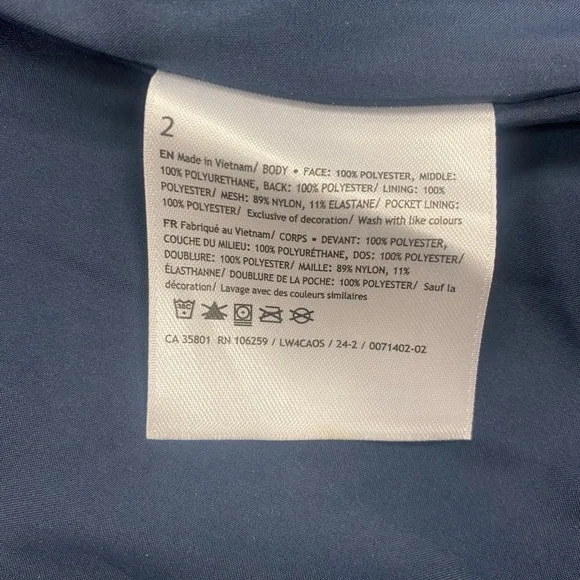 2
EN Made in Vietnam/ BODY • FACE: 100% POLYESTER, MIDDLE:
100% POLYURETHANE, BACK: 100% POLYESTER/ LINING: 100%
POLYESTER/ MESH: 89% NYLON, 11% ELASTANE/ POCKET LINING:
100% POLYESTER/ Exclusive of decoration/ Wash with like colours
FR Fabriqué au Vietnam/ CORPS • DEVANT: 100% POLYESTER,
COUCHE DU MILIEU: 100% POLYURÉTHANE, DOS: 100% POLYESTER/
DOUBLURE: 100% POLYESTER/ MAILLE: 89% NYLON, 11%
ÉLASTHANNE/ DOUBLURE DE LA POCHE: 100% POLYESTER/ Sauf la
décoration/ Lavage avec des couleurs similaires
30C
CA 35801 RN 106259 / LW4CAOS / 24-2 / 0071402-02